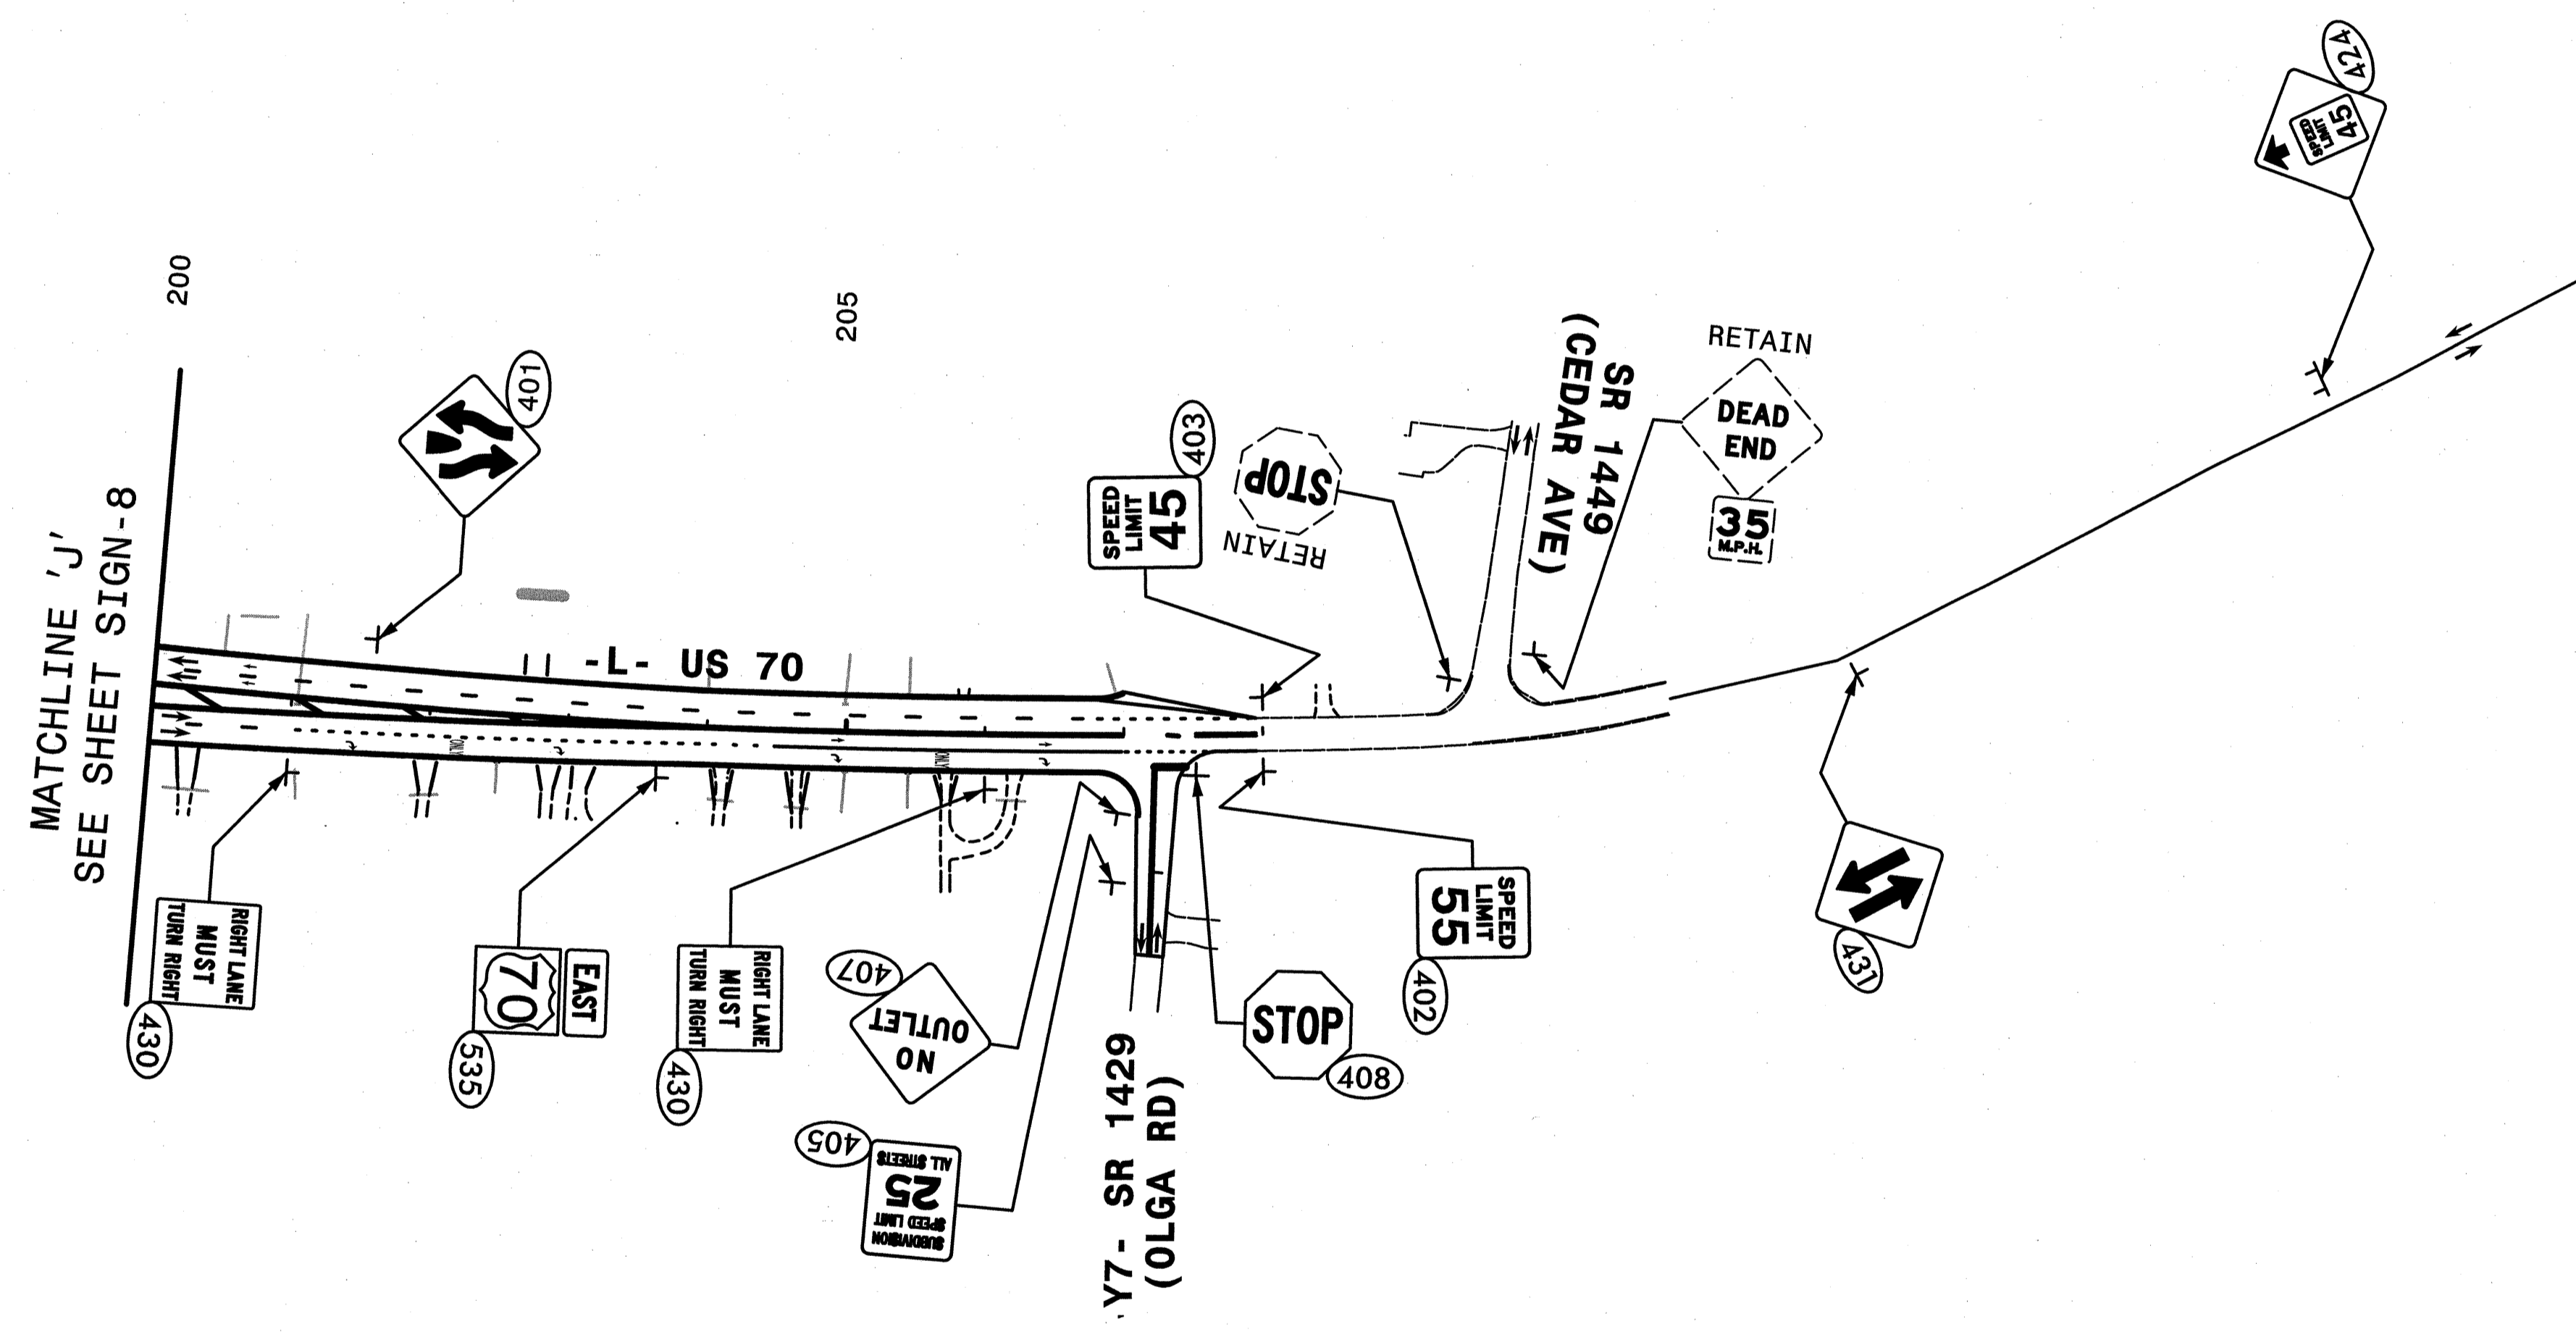 424
SPEED
LIMIT
45
200
205
401
RETAIN
DEAD
END
35
M.P.H.
SR 1449
(CEDAR AVE)
403
SPEED
LIMIT
45
STOP
RETAIN
MATCHLINE 'J'
SEE SHEET SIGN-8
-L- US 70
ONLY
ONLY
RIGHT LANE
MUST
TURN RIGHT
430
EAST
70
535
RIGHT LANE
MUST
TURN RIGHT
430
407
NO
OUTLET
405
SUBDIVISION
SPEED LIMIT
25
ALL STREETS
Y7- SR 1429
(OLGA RD)
STOP
408
SPEED
LIMIT
55
402
431